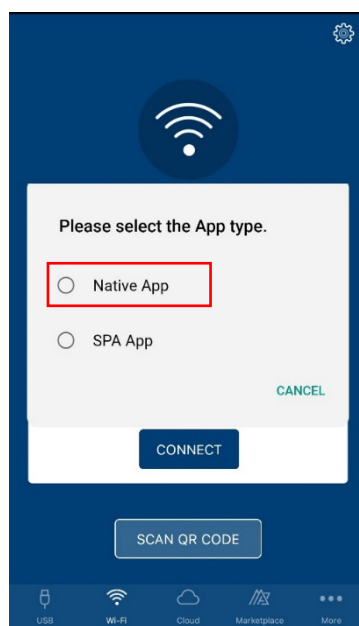 Please select the App type.
Native App
SPA App
CANCEL
CONNECT
SCAN QR CODE
USB Wi-Fi Cloud Marketplace More